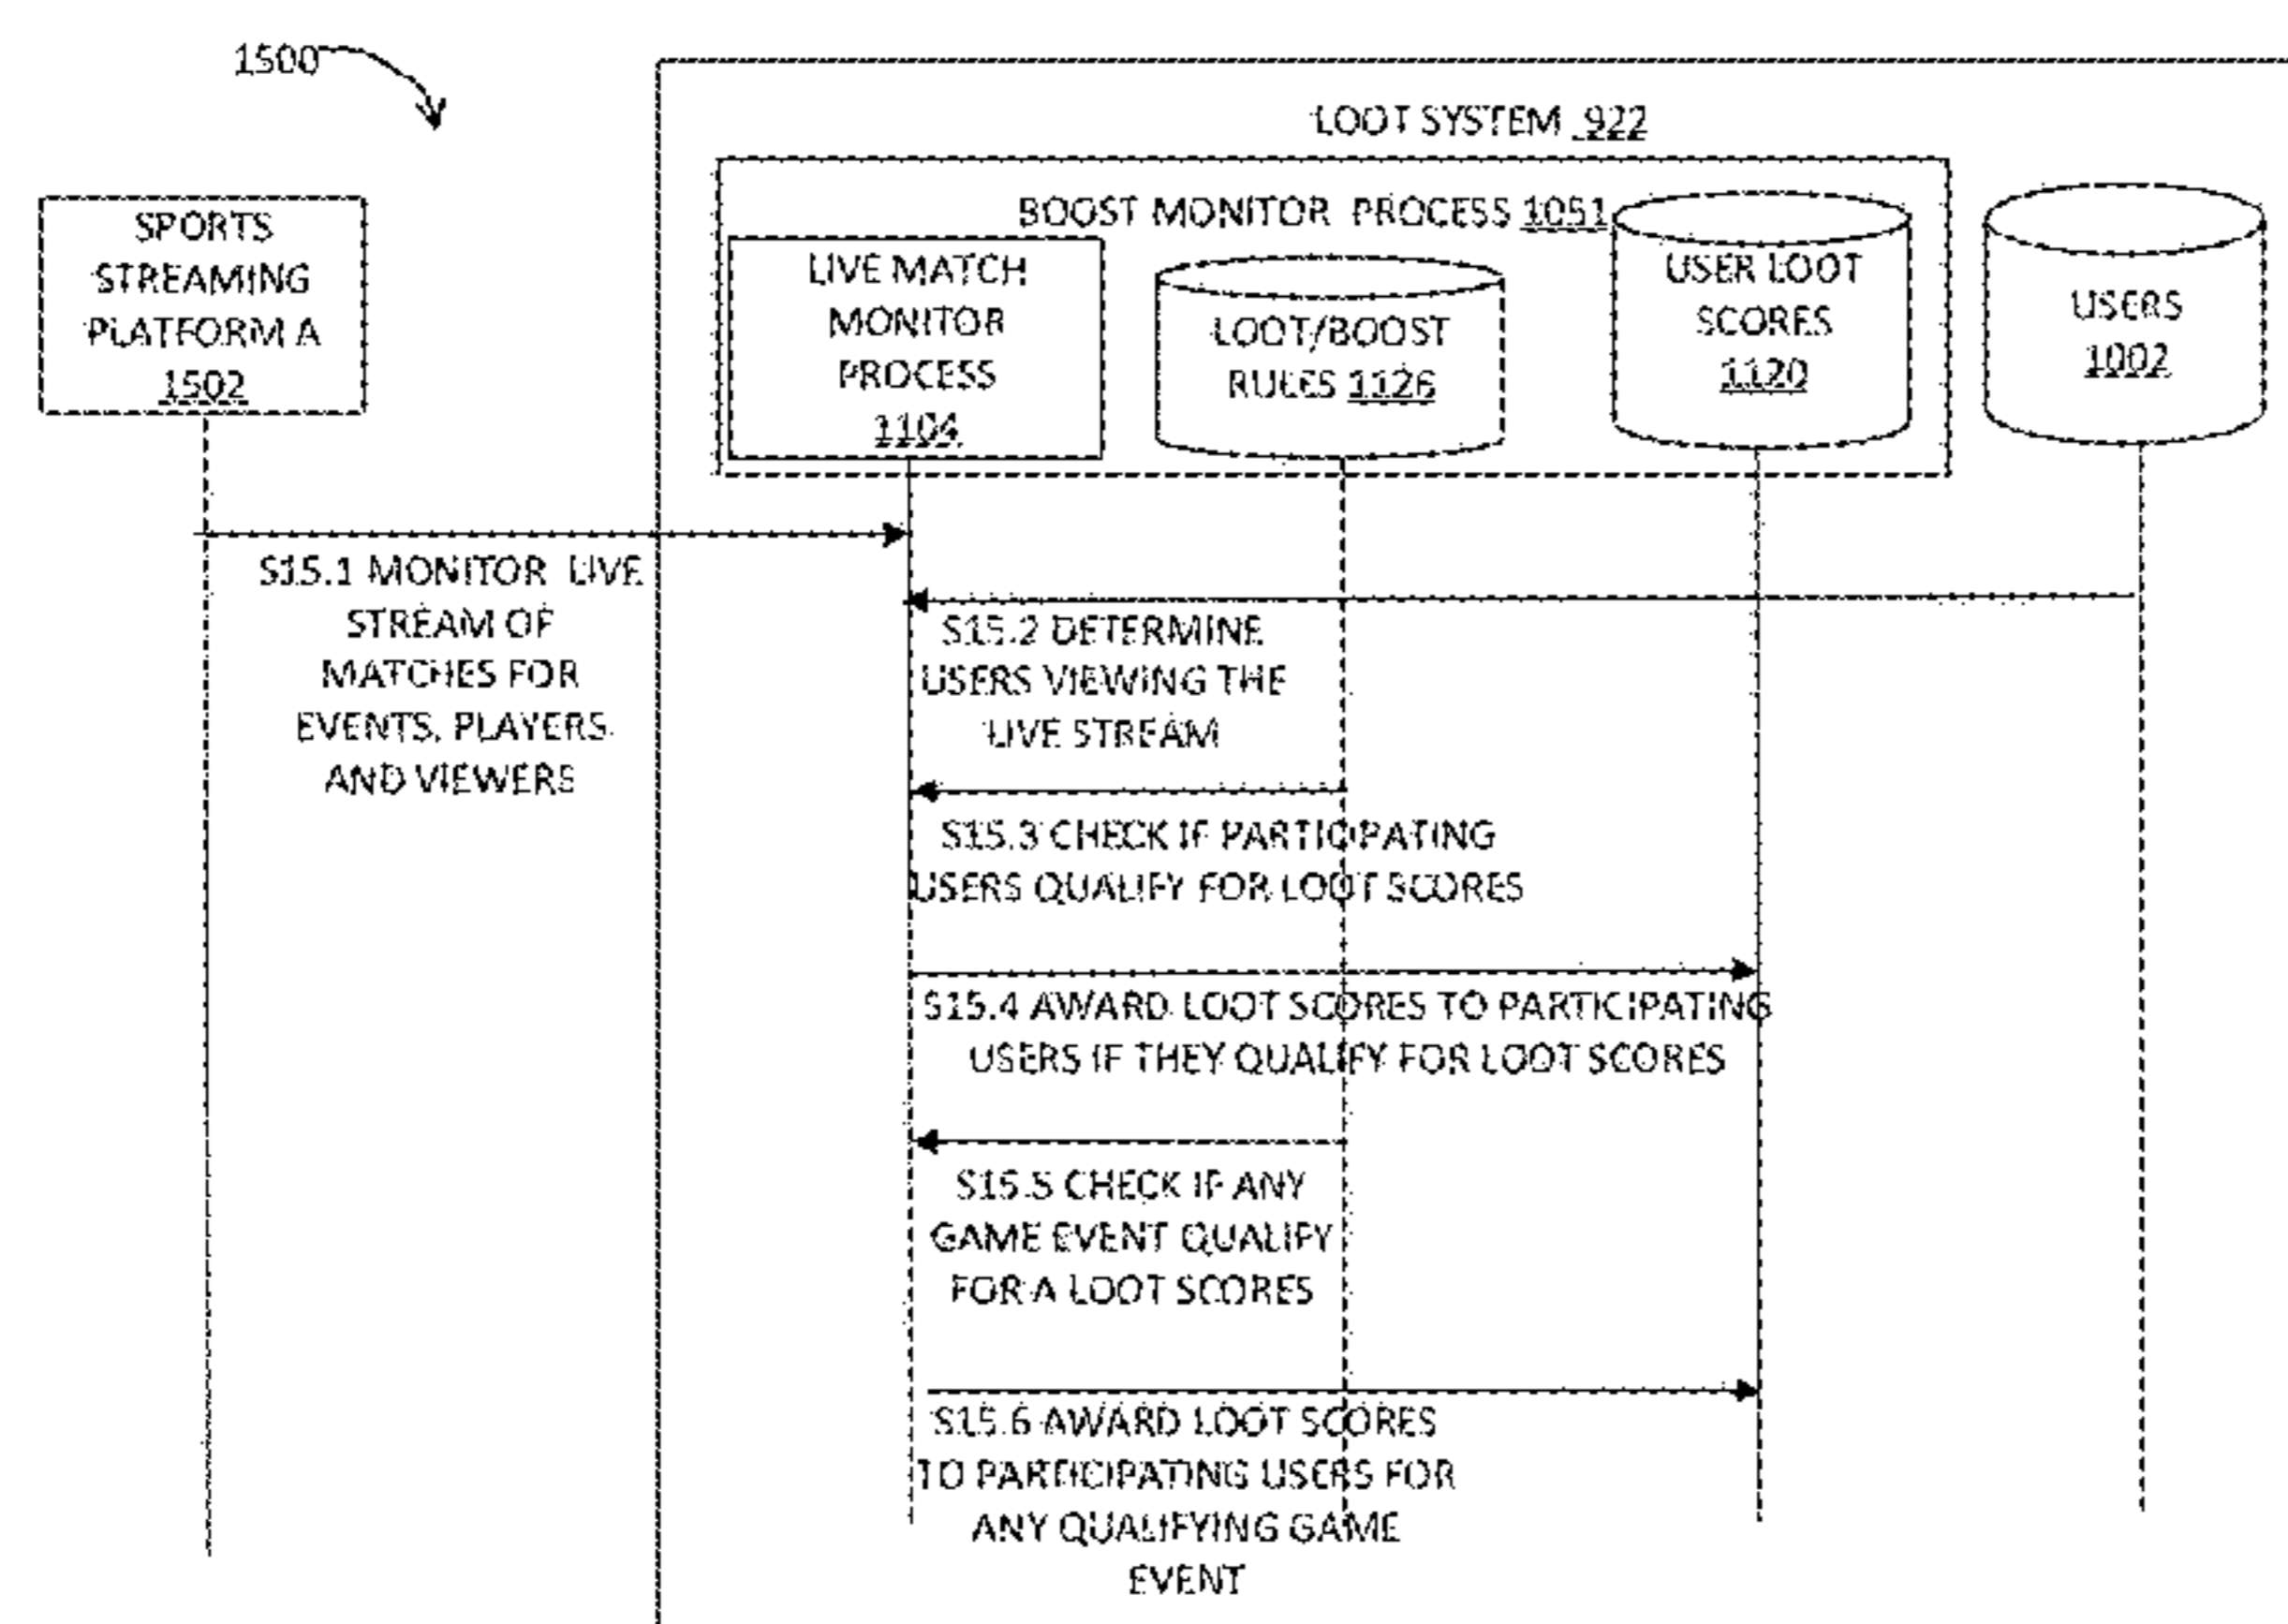 1500
LOOT SYSTEM 922
BOOST MONITOR PROCESS 1051
SPORTS
STREAMING
PLATFORM A
1502
LIVE MATCH
MONITOR
PROCESS
1104
LOOT/BOOST
RULES 1126
USER LOOT
SCORES
1120
USERS
1002
S15.1 MONITOR LIVE
STREAM OF
MATCHES FOR
EVENTS, PLAYERS
AND VIEWERS
S15.2 DETERMINE
USERS VIEWING THE
LIVE STREAM
S15.3 CHECK IF PARTICIPATING
USERS QUALIFY FOR LOOT SCORES
S15.4 AWARD LOOT SCORES TO PARTICIPATING
USERS IF THEY QUALIFY FOR LOOT SCORES
S15.5 CHECK IF ANY
GAME EVENT QUALIFY
FOR A LOOT SCORES
S15.6 AWARD LOOT SCORES
TO PARTICIPATING USERS FOR
ANY QUALIFYING GAME
EVENT